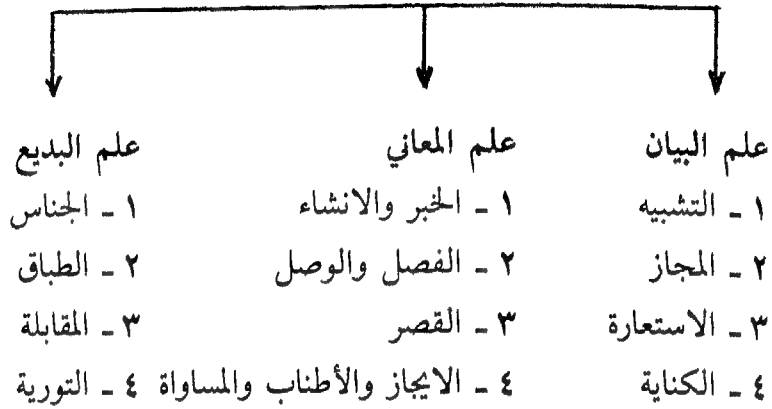 علم البيان
١ - التشبيه
٢ - المجاز
٣ - الاستعارة
٤ - الكناية
علم المعاني
١ - الخبر والانشاء
٢ - الفصل والوصل
٣ - القصر
٤ - الايجاز والأطناب والمساواة
علم البديع
١ - الجناس
٢ - الطباق
٣ - المقابلة
٤ - التورية